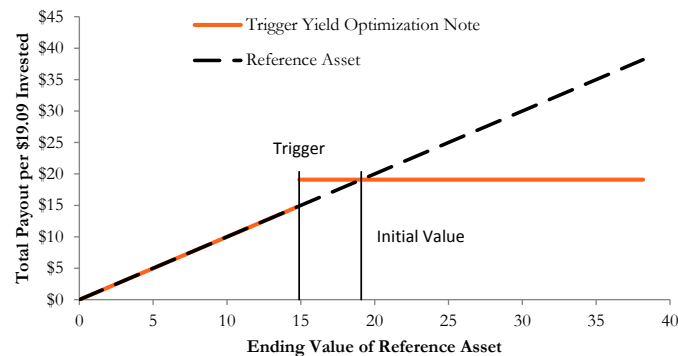 Trigger Yield Optimization Note
Reference Asset
Total Payout per $19.09 Invested
$45
$40
$35
$30
$25
$20
$15
$10
$5
$0
Trigger
Initial Value
0 5 10 15 20 25 30 35 40
Ending Value of Reference Asset